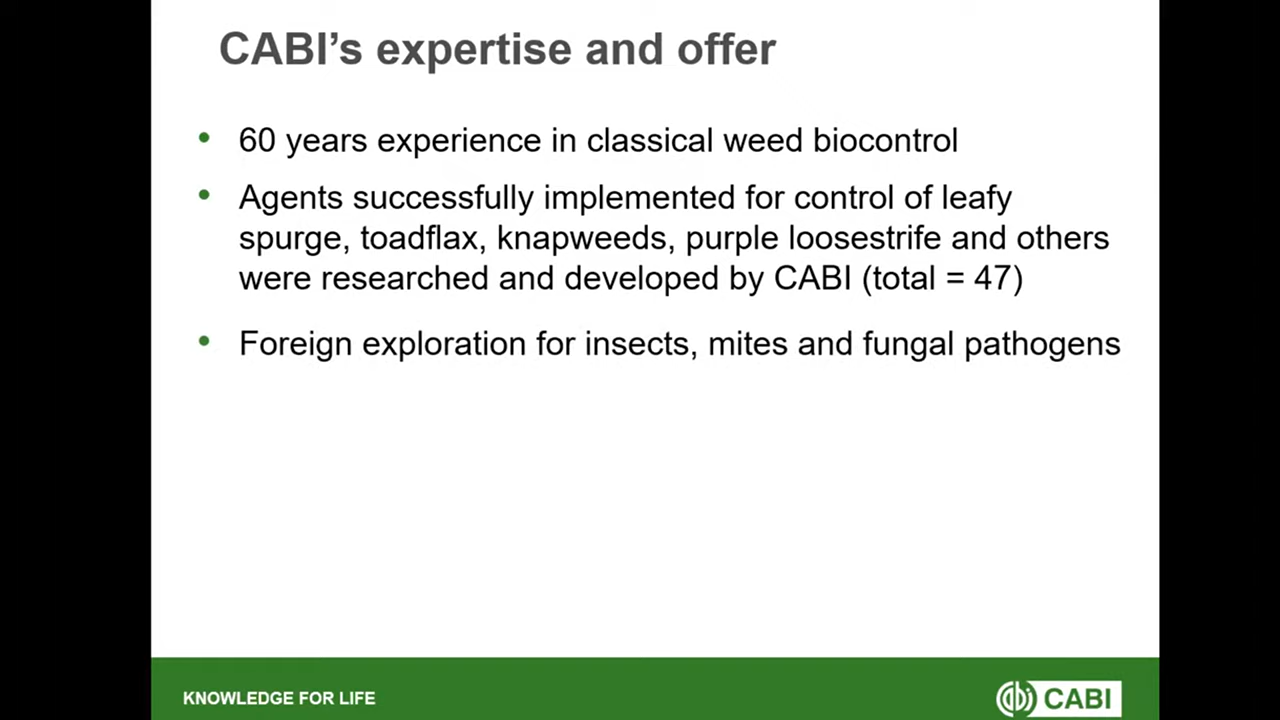 CABI’s expertise and offer
• 60 years experience in classical weed biocontrol
• Agents successfully implemented for control of leafy
spurge, toadflax, knapweeds, purple loosestrife and others
were researched and developed by CABI (total = 47)
• Foreign exploration for insects, mites and fungal pathogens
KNOWLEDGE FOR LIFE
cabi CABI